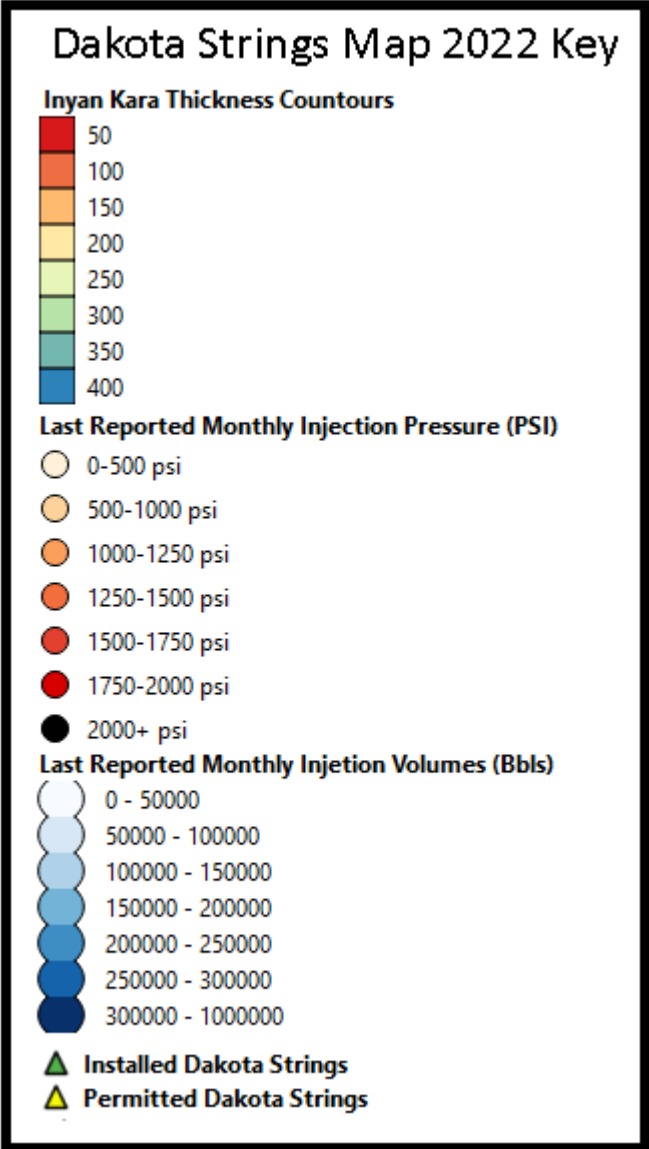 Dakota Strings Map 2022 Key
Inyan Kara Thickness Countours
50
100
150
200
250
300
350
400
Last Reported Monthly Injection Pressure (PSI)
0-500 psi
500-1000 psi
1000-1250 psi
1250-1500 psi
1500-1750 psi
1750-2000 psi
2000+ psi
Last Reported Monthly Injetion Volumes (Bbls)
0 - 50000
50000 - 100000
100000 - 150000
150000 - 200000
200000 - 250000
250000 - 300000
300000 - 1000000
Installed Dakota Strings
Permitted Dakota Strings